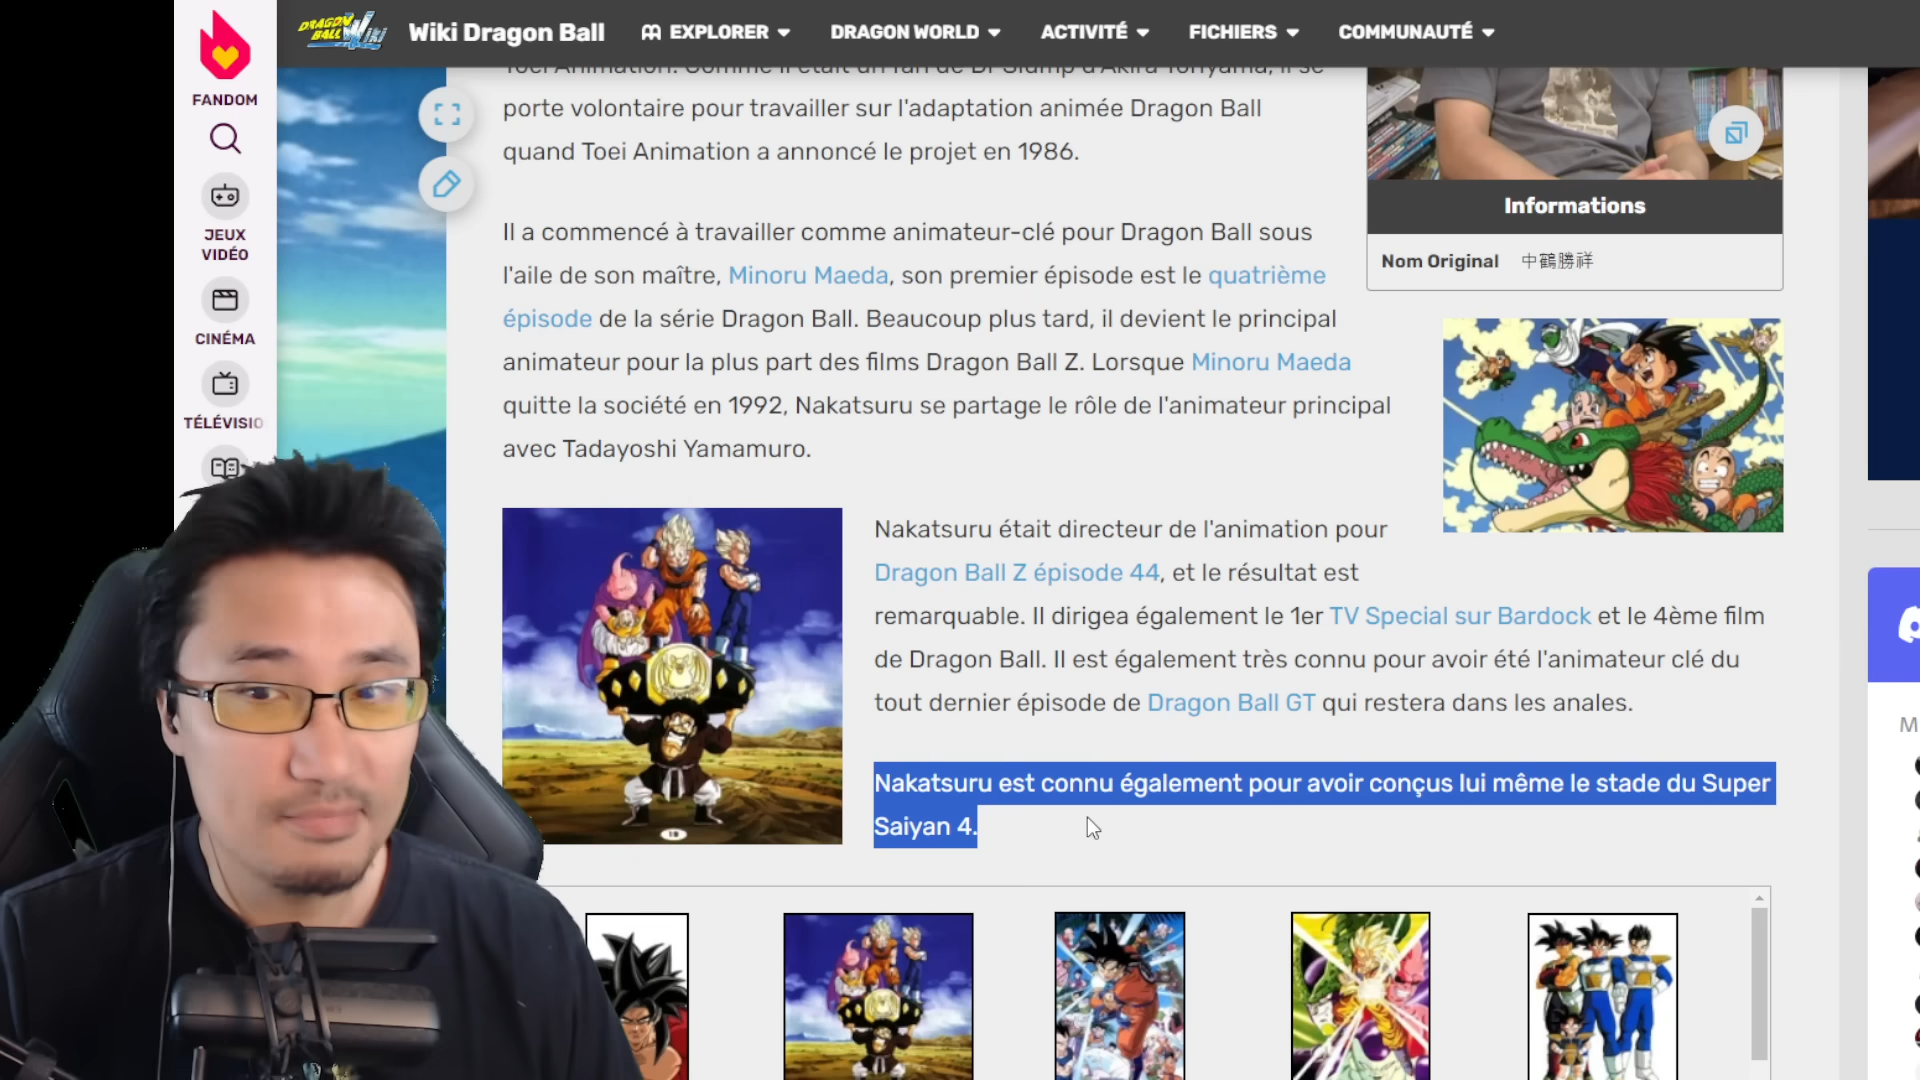 Wiki Dragon Ball
EXPLORER
DRAGON WORLD
ACTIVITÉ
FICHIERS
COMMUNAUTÉ
DRAGON BALL Wiki
FANDOM
JEUX
VIDÉO
CINÉMA
TÉLÉVISIO
Toei Animation. Comme il était un fan de Dr Slump d'Akira Toriyama, il se
porte volontaire pour travailler sur l'adaptation animée Dragon Ball
quand Toei Animation a annoncé le projet en 1986.
Il a commencé à travailler comme animateur-clé pour Dragon Ball sous
l'aile de son maître, Minoru Maeda, son premier épisode est le quatrième
épisode de la série Dragon Ball. Beaucoup plus tard, il devient le principal
animateur pour la plus part des films Dragon Ball Z. Lorsque Minoru Maeda
quitte la société en 1992, Nakatsuru se partage le rôle de l'animateur principal
avec Tadayoshi Yamamuro.
Informations
Nom Original 中鶴勝祥
Nakatsuru était directeur de l'animation pour
Dragon Ball Z épisode 44, et le résultat est
remarquable. Il dirigea également le 1er TV Special sur Bardock et le 4ème film
de Dragon Ball. Il est également très connu pour avoir été l'animateur clé du
tout dernier épisode de Dragon Ball GT qui restera dans les anales.
Nakatsuru est connu également pour avoir conçus lui même le stade du Super
Saiyan 4.
M